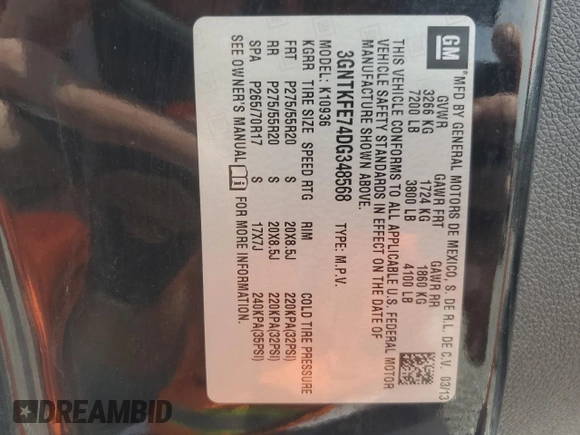 GM
®
MFD BY GENERAL MOTORS DE MEXICO, S. DE R.L. DE C.V. 03/13
GVWR GAWR FRT GAWR RR
3266 KG 1724 KG 1860 KG
7200 LB 3800 LB 4100 LB
THIS VEHICLE CONFORMS TO ALL APPLICABLE U.S. FEDERAL MOTOR
VEHICLE SAFETY STANDARDS IN EFFECT ON THE DATE OF
MANUFACTURE SHOWN ABOVE.
3GNTKFE74DG348568 TYPE: M.P.V.
MODEL: K10936
KGRR TIRE SIZE SPEED RTG RIM COLD TIRE PRESSURE
FRT P275/55R20 S 20X8.5J 220KPA(32PSI)
RR P275/55R20 S 20X8.5J 220KPA(32PSI)
SPA P265/70R17 S 17X7J 240KPA(35PSI)
SEE OWNER'S MANUAL FOR MORE INFORMATION.
DREAMBID